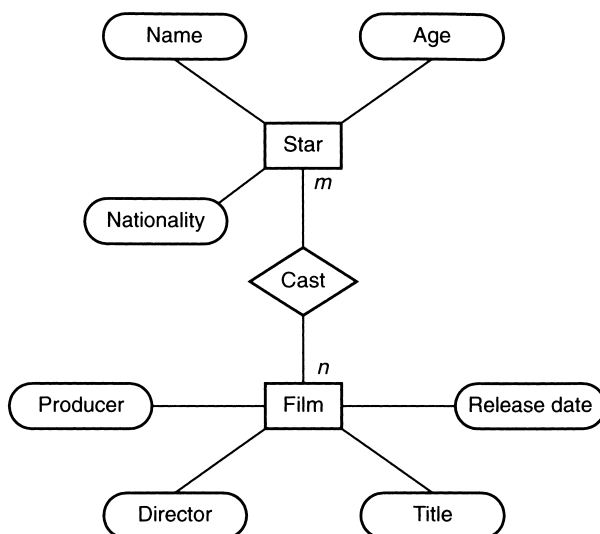 Name
Age
Star
m
Nationality
Cast
n
Producer
Film
Release date
Director
Title